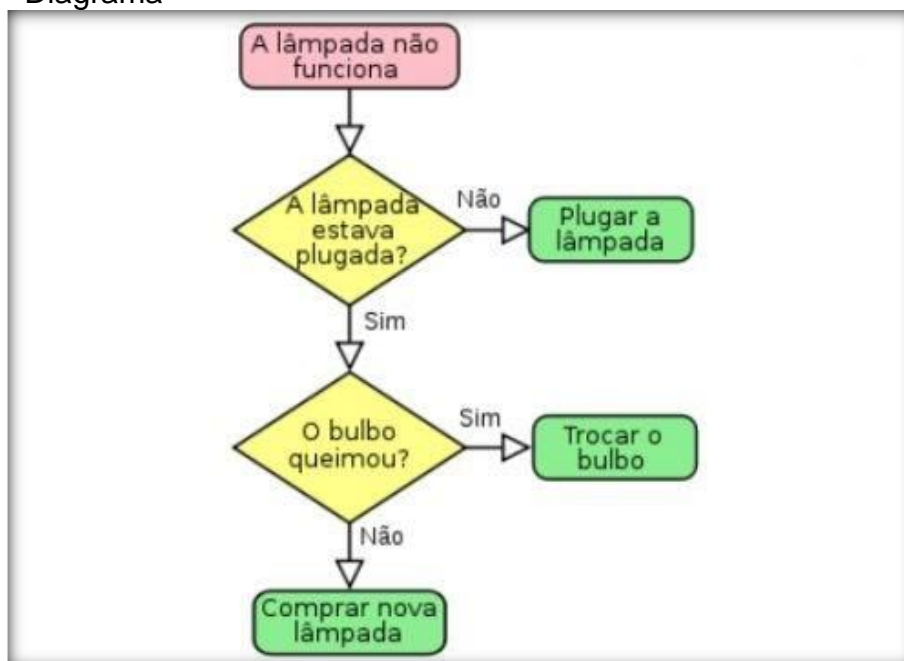 Diagrama
A lâmpada não
funciona
A lâmpada
estava
plugada?
Não
Plugar a
lâmpada
Sim
O bulbo
queimou?
Sim
Trocar o
bulbo
Não
Comprar nova
lâmpada